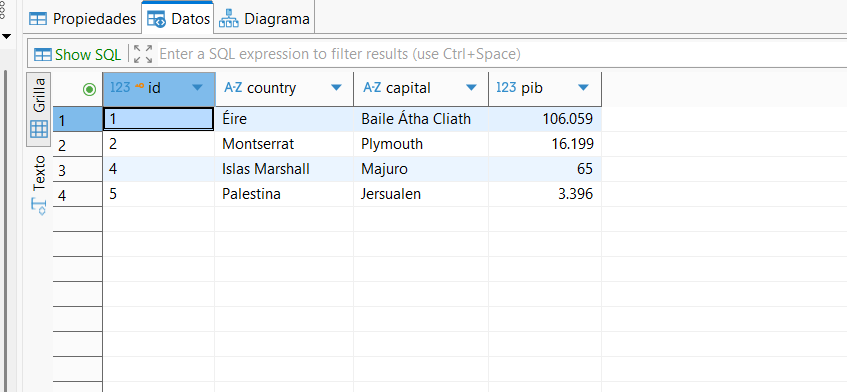 Propiedades Datos Diagrama
Show SQL Enter a SQL expression to filter results (use Ctrl+Space)
Grilla
Texto
123 id A-Z country A-Z capital 123 pib
1 1 Éire Baile Átha Cliath 106.059
2 2 Montserrat Plymouth 16.199
3 4 Islas Marshall Majuro 65
4 5 Palestina Jersualen 3.396